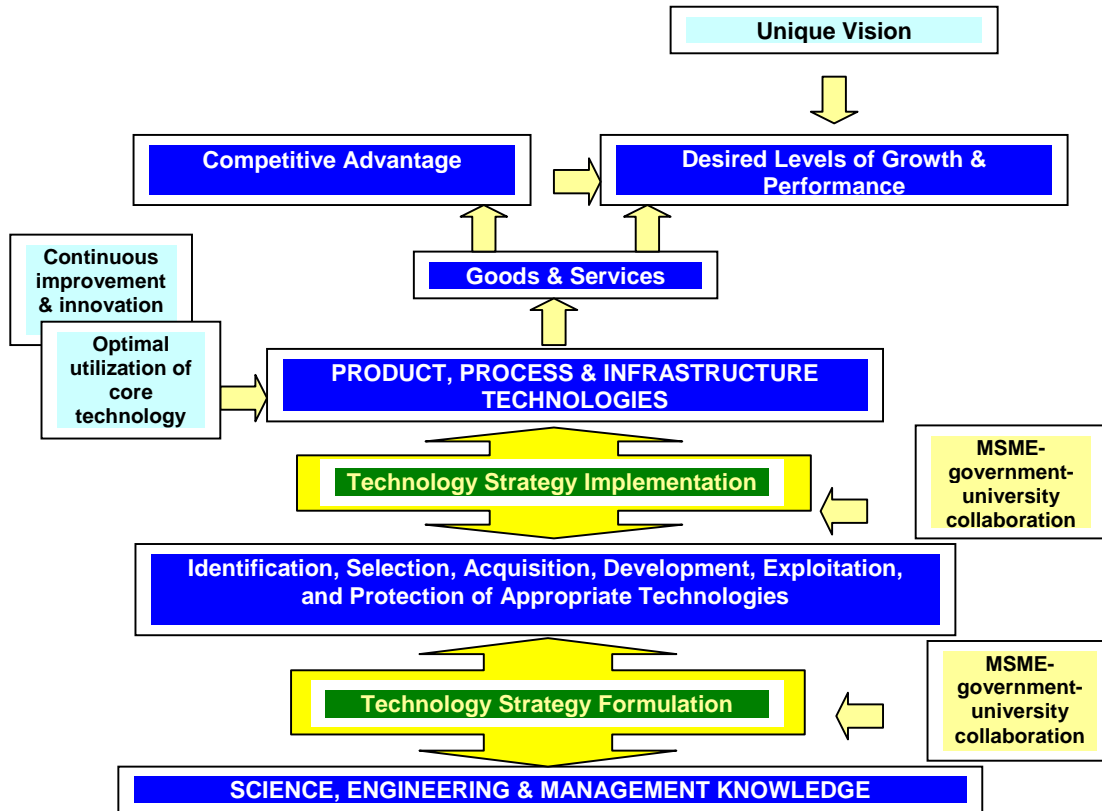 Unique Vision
Competitive Advantage
Desired Levels of Growth &
Performance
Continuous
improvement
& innovation
Goods & Services
Optimal
utilization of
core
technology
PRODUCT, PROCESS & INFRASTRUCTURE
TECHNOLOGIES
Technology Strategy Implementation
MSME-
government-
university
collaboration
Identification, Selection, Acquisition, Development, Exploitation,
and Protection of Appropriate Technologies
Technology Strategy Formulation
MSME-
government-
university
collaboration
SCIENCE, ENGINEERING & MANAGEMENT KNOWLEDGE